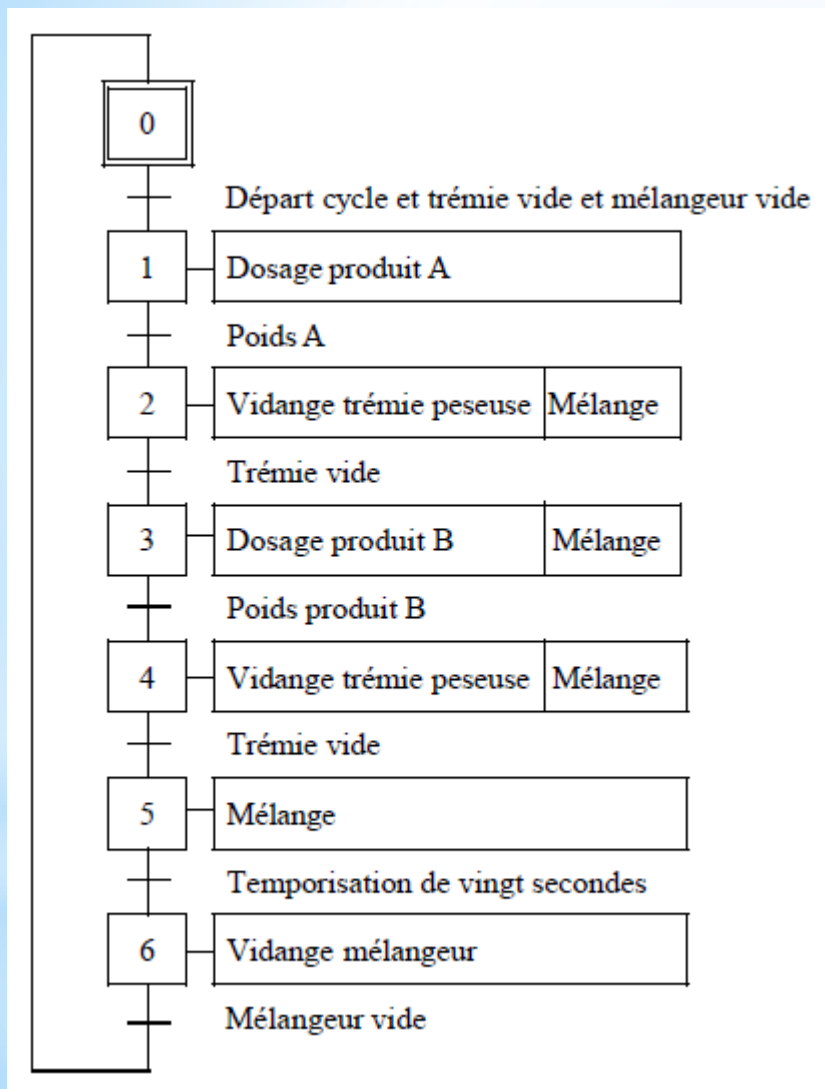 0
Départ cycle et trémie vide et mélangeur vide
1 Dosage produit A
Poids A
2 Vidange trémie peseuse Mélange
Trémie vide
3 Dosage produit B Mélange
Poids produit B
4 Vidange trémie peseuse Mélange
Trémie vide
5 Mélange
Temporisation de vingt secondes
6 Vidange mélangeur
Mélangeur vide